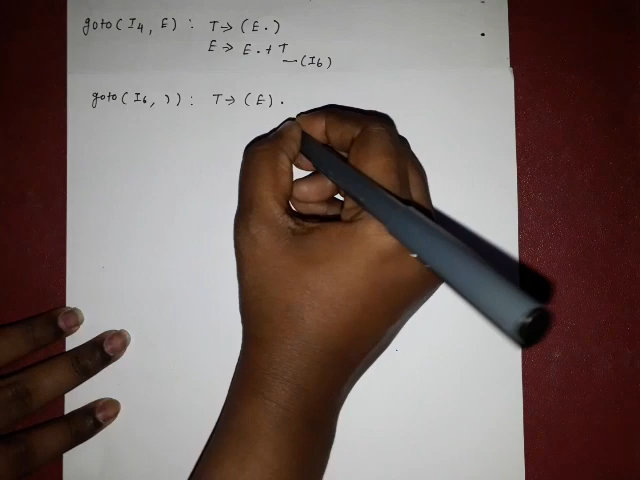 goto(I4, E) : T → (E.)
E → E.+T
—(I6)
goto(I6, )) : T → (E).